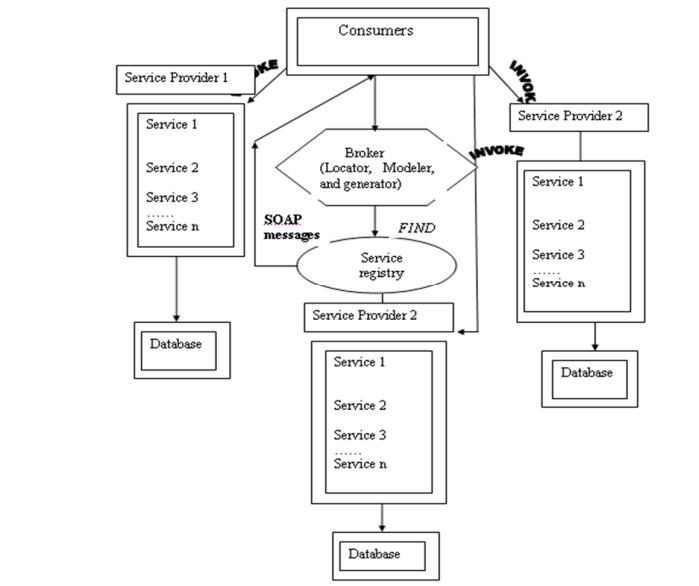 Consumers
OKE
INVOK
Service Provider 1
Service Provider 2
Service 1
Service 2
Service 3
......
Service n
Broker
(Locator, Modeler,
and generator)
INVOKE
Service 1
Service 2
Service 3
......
Service n
SOAP
messages
FIND
Service
registry
Service Provider 2
Database
Database
Service 1
Service 2
Service 3
......
Service n
Database